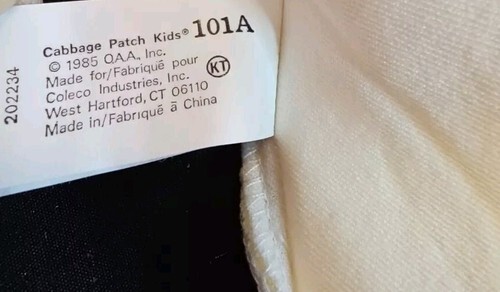 Cabbage Patch Kids® 101A
© 1985 O.A.A., Inc.
Made for/Fabriqué pour
Coleco Industries, Inc.
West Hartford, CT 06110
Made in/Fabriqué ā China
KT
202234